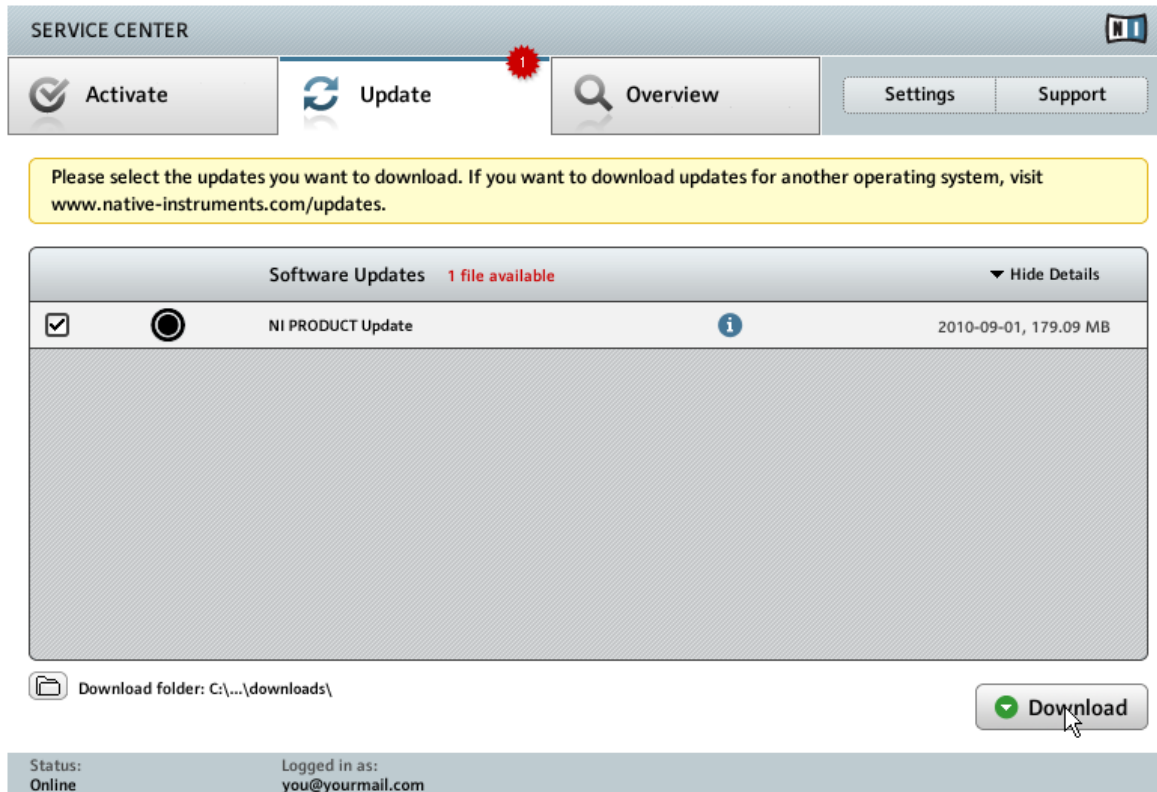 SERVICE CENTER
NI
Activate
Update
1
Overview
Settings
Support
Please select the updates you want to download. If you want to download updates for another operating system, visit
www.native-instruments.com/updates.
Software Updates 1 file available
Hide Details
NI PRODUCT Update
i
2010-09-01, 179.09 MB
Download folder: C:\...\downloads\
Download
Status:
Online
Logged in as:
you@yourmail.com